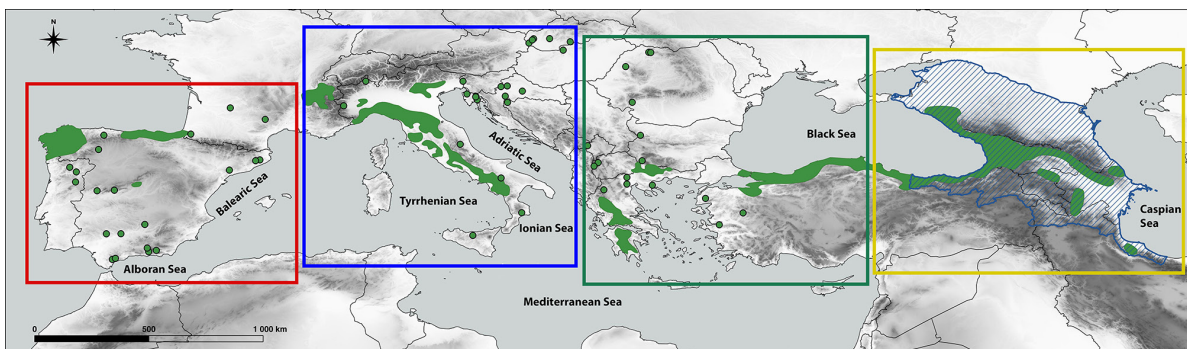 N
Black Sea
Adriatic Sea
Balearic Sea
Tyrrhenian Sea
Caspian
Sea
Ionian Sea
Alboran Sea
Mediterranean Sea
0 500 1 000 km